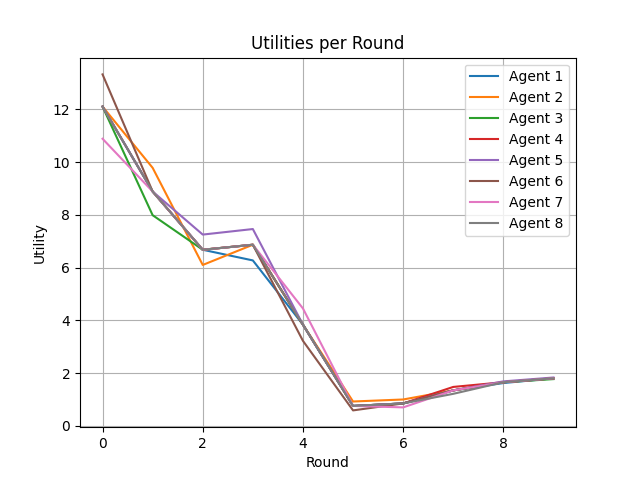 Utilities per Round
Agent 1
Agent 2
Agent 3
Agent 4
Agent 5
Agent 6
Agent 7
Agent 8
12
10
8
6
4
2
0
Utility
0 2 4 6 8
Round